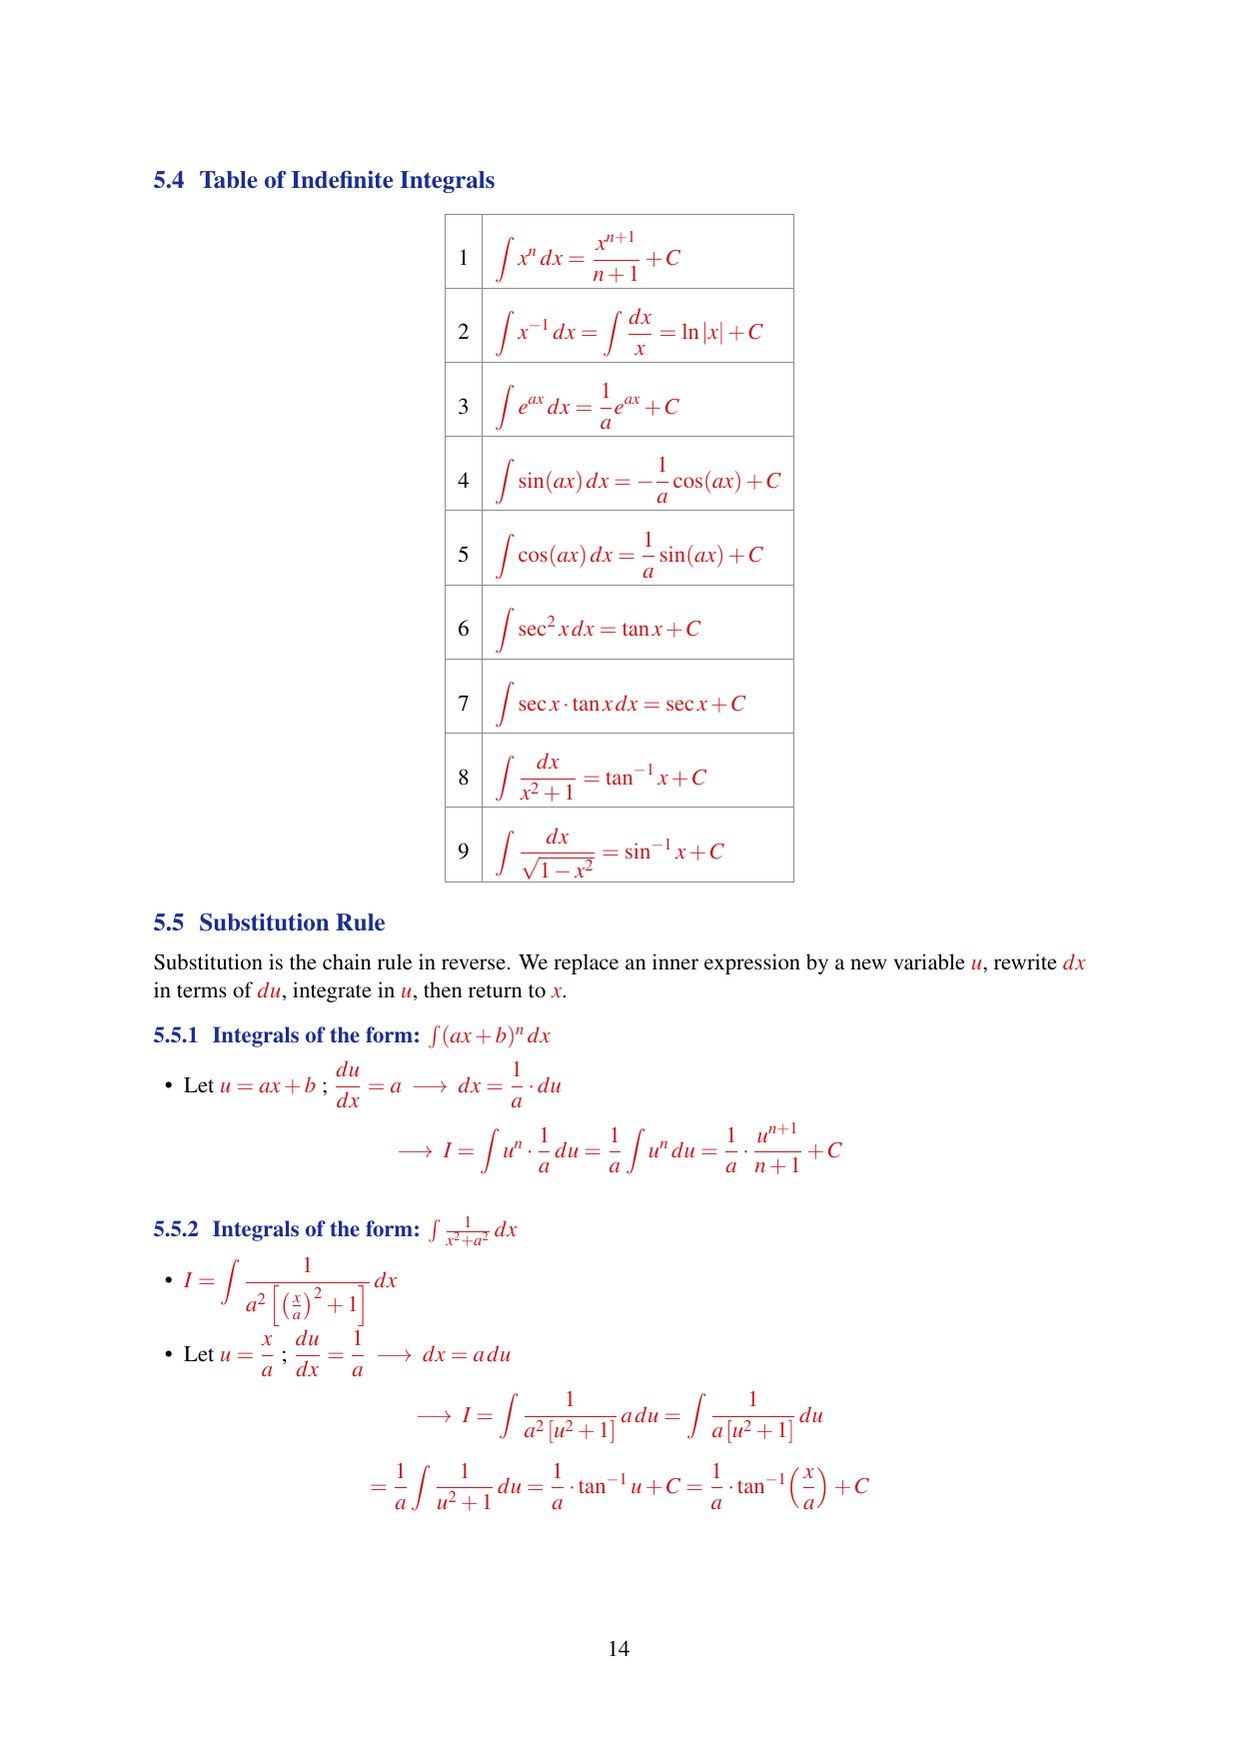 5.4 Table of Indefinite Integrals
1 ∫ xⁿ dx = xⁿ⁺¹/(n+1) + C
2 ∫ x⁻¹ dx = ∫ dx/x = ln|x| + C
3 ∫ e^{ax} dx = (1/a) e^{ax} + C
4 ∫ sin(ax) dx = −(1/a) cos(ax) + C
5 ∫ cos(ax) dx = (1/a) sin(ax) + C
6 ∫ sec² x dx = tan x + C
7 ∫ sec x · tan x dx = sec x + C
8 ∫ dx/(x² + 1) = tan⁻¹ x + C
9 ∫ dx/√(1 − x²) = sin⁻¹ x + C
5.5 Substitution Rule
Substitution is the chain rule in reverse. We replace an inner expression by a new variable u, rewrite dx
in terms of du, integrate in u, then return to x.
5.5.1 Integrals of the form: ∫(ax + b)ⁿ dx
• Let u = ax + b ; du/dx = a ⟶ dx = (1/a) · du
⟶ I = ∫ uⁿ · (1/a) du = (1/a) ∫ uⁿ du = (1/a) · uⁿ⁺¹/(n+1) + C
5.5.2 Integrals of the form: ∫ 1/(x²+a²) dx
• I = ∫ 1/(a² [(x/a)² + 1]) dx
• Let u = x/a ; du/dx = 1/a ⟶ dx = a du
⟶ I = ∫ 1/(a² [u² + 1]) a du = ∫ 1/(a [u² + 1]) du
= (1/a) ∫ 1/(u² + 1) du = (1/a) · tan⁻¹ u + C = (1/a) · tan⁻¹(x/a) + C
14